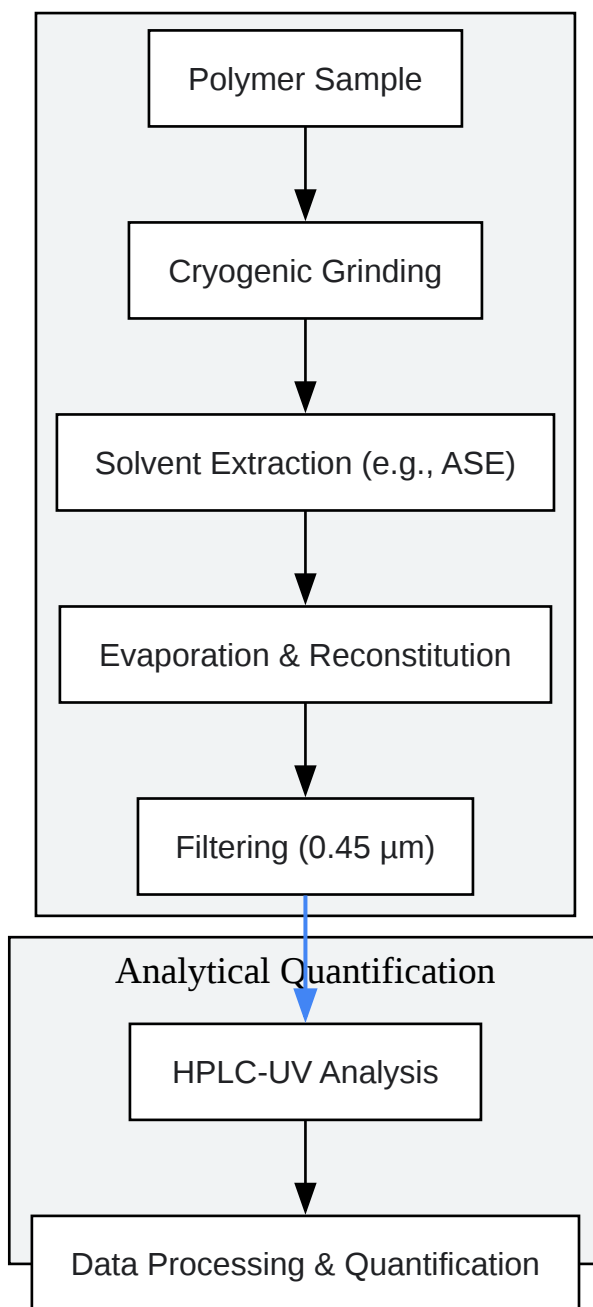 Polymer Sample
Cryogenic Grinding
Solvent Extraction (e.g., ASE)
Evaporation & Reconstitution
Filtering (0.45 µm)
Analytical Quantification
HPLC-UV Analysis
Data Processing & Quantification